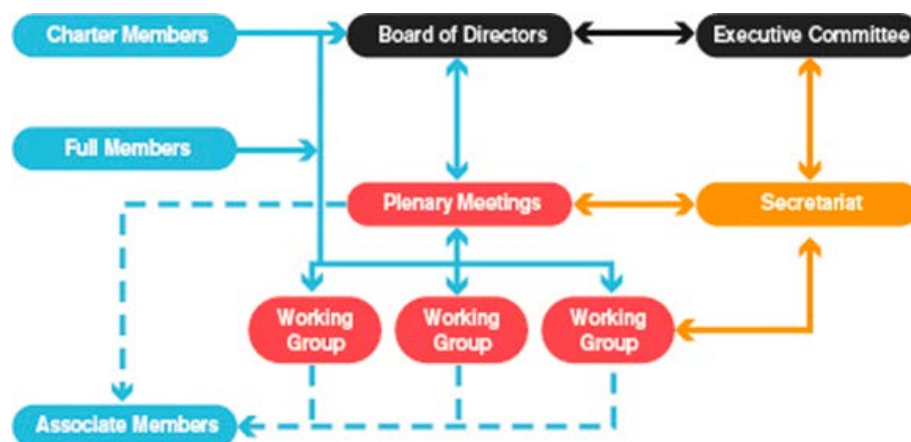 Charter Members
Board of Directors
Executive Committee
Full Members
Plenary Meetings
Secretariat
Working
Group
Working
Group
Working
Group
Associate Members